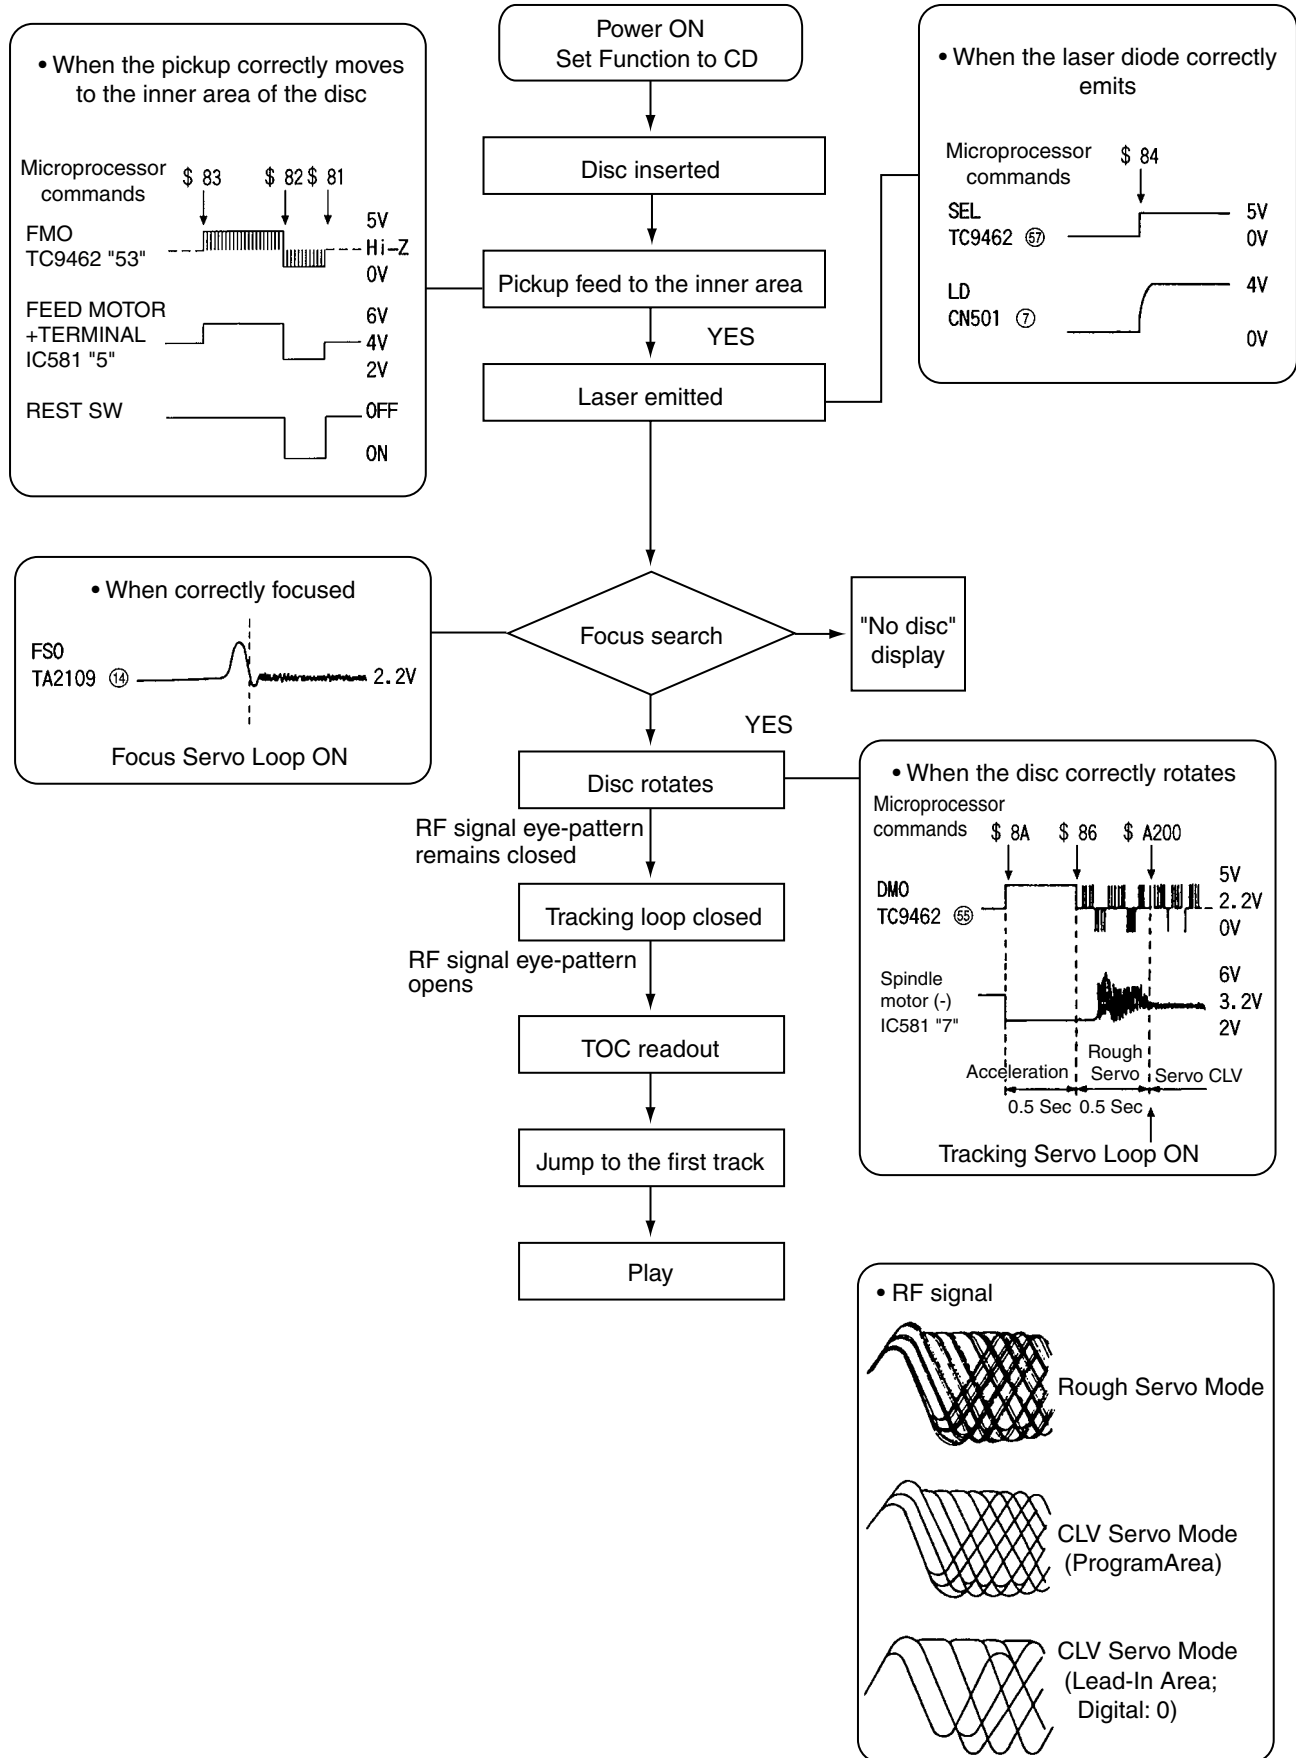 Power ON
Set Function to CD
• When the pickup correctly moves
to the inner area of the disc
Microprocessor
commands
$ 83
$ 82
$ 81
FMO
TC9462 "53"
5V
Hi-Z
0V
FEED MOTOR
+TERMINAL
IC581 "5"
6V
4V
2V
REST SW
OFF
ON
• When the laser diode correctly
emits
Microprocessor
commands
$ 84
SEL
TC9462 57
5V
0V
LD
CN501 7
4V
0V
Disc inserted
Pickup feed to the inner area
YES
Laser emitted
• When correctly focused
FSO
TA2109 14
2.2V
Focus Servo Loop ON
Focus search
"No disc"
display
YES
Disc rotates
RF signal eye-pattern
remains closed
Tracking loop closed
RF signal eye-pattern
opens
TOC readout
Jump to the first track
Play
• When the disc correctly rotates
Microprocessor
commands
$ 8A
$ 86
$ A200
DMO
TC9462 55
5V
2.2V
0V
Spindle
motor (-)
IC581 "7"
6V
3.2V
2V
Acceleration
Rough
Servo
Servo CLV
0.5 Sec
0.5 Sec
Tracking Servo Loop ON
• RF signal
Rough Servo Mode
CLV Servo Mode
(ProgramArea)
CLV Servo Mode
(Lead-In Area;
Digital: 0)